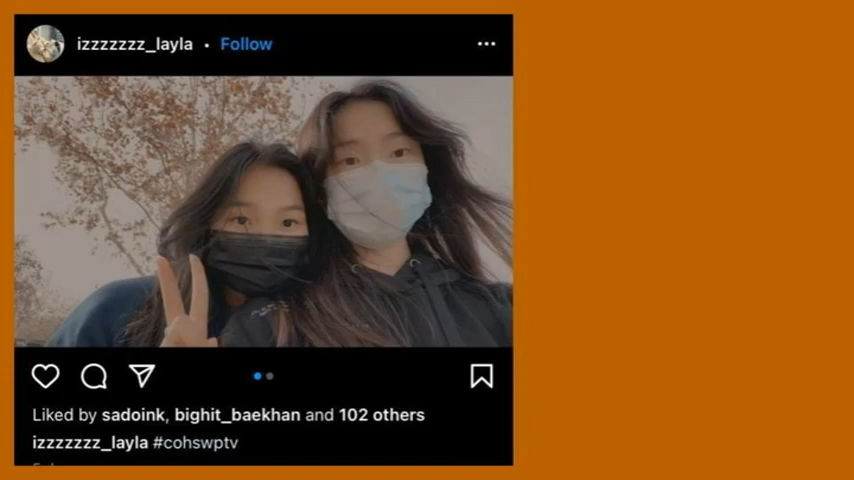 izzzzzzz_layla • Follow
Liked by sadoink, bighit_baekhan and 102 others
izzzzzzz_layla #cohswptv